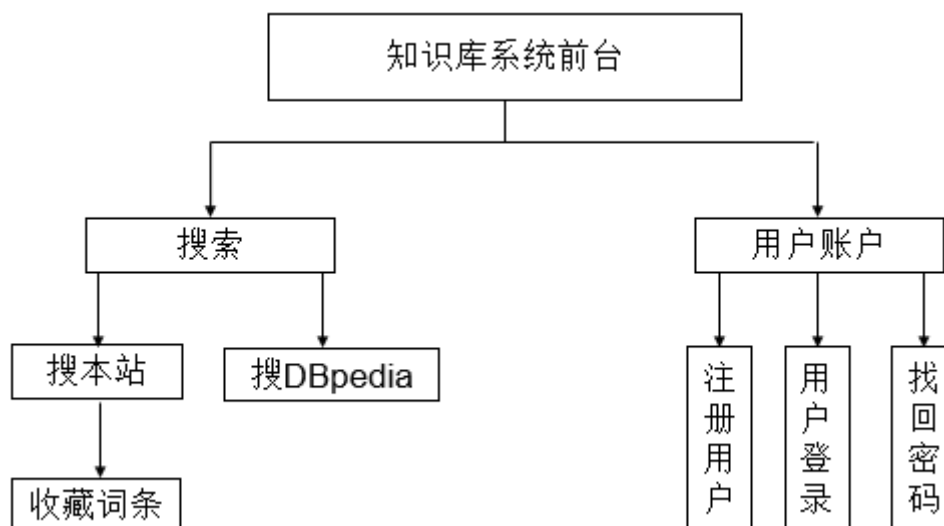 知识库系统前台
搜索
用户账户
搜本站
搜DBpedia
注册用户
用户登录
找回密码
收藏词条